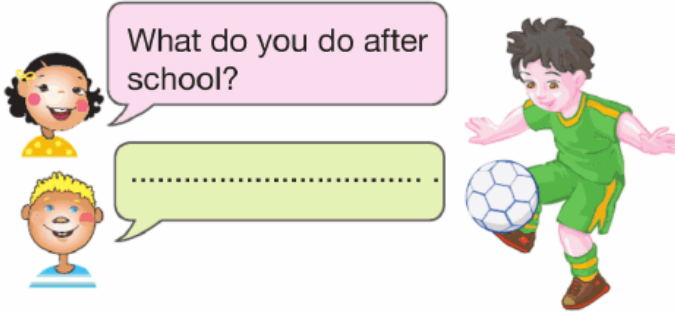 What do you do after
school?
................................. .